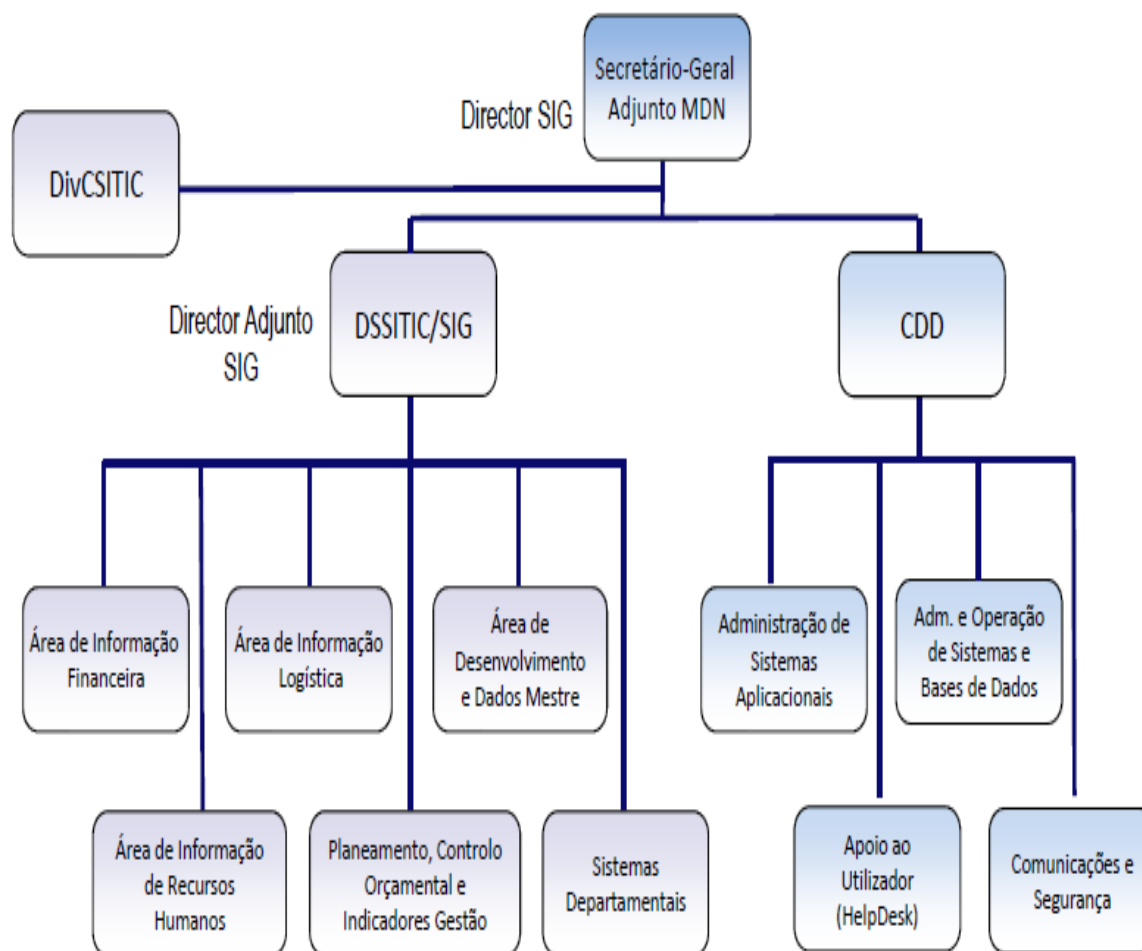 Secretário-Geral
Adjunto MDN
Director SIG
DivCSITIC
Director Adjunto
SIG
DSSITIC/SIG
CDD
Área de Informação
Financeira
Área de Informação
Logística
Área de
Desenvolvimento
e Dados Mestre
Administração de
Sistemas
Aplicacionais
Adm. e Operação
de Sistemas e
Bases de Dados
Área de Informação
de Recursos
Humanos
Planeamento, Controlo
Orçamental e
Indicadores Gestão
Sistemas
Departamentais
Apoio ao
Utilizador
(HelpDesk)
Comunicações e
Segurança